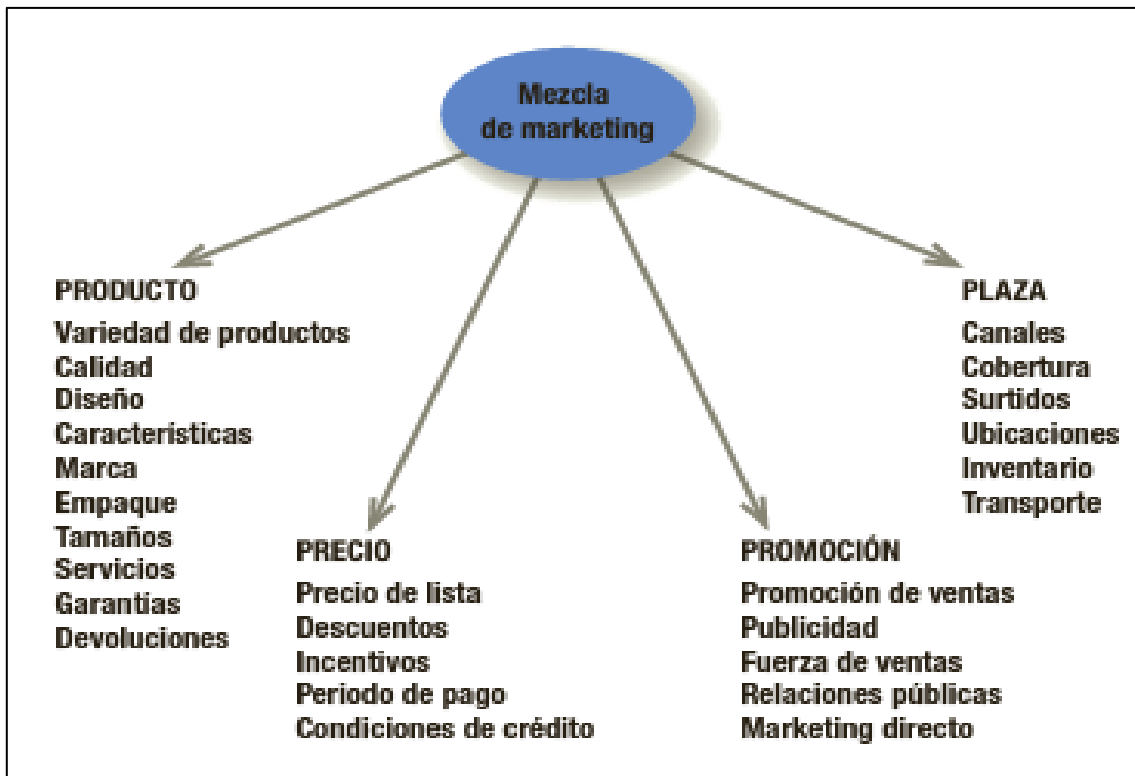 Mezcla
de marketing
PRODUCTO
Variedad de productos
Calidad
Diseño
Características
Marca
Empaque
Tamaños
Servicios
Garantías
Devoluciones
PRECIO
Precio de lista
Descuentos
Incentivos
Periodo de pago
Condiciones de crédito
PROMOCIÓN
Promoción de ventas
Publicidad
Fuerza de ventas
Relaciones públicas
Marketing directo
PLAZA
Canales
Cobertura
Surtidos
Ubicaciones
Inventario
Transporte